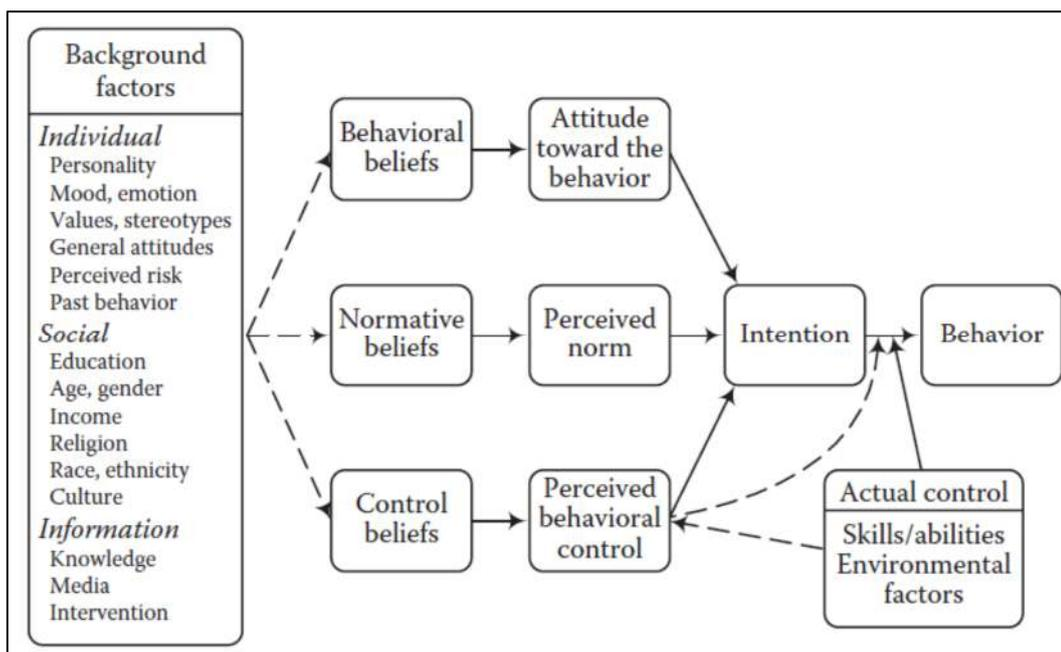 Background
factors
Individual
Personality
Mood, emotion
Values, stereotypes
General attitudes
Perceived risk
Past behavior
Social
Education
Age, gender
Income
Religion
Race, ethnicity
Culture
Information
Knowledge
Media
Intervention
Behavioral
beliefs
Attitude
toward the
behavior
Normative
beliefs
Perceived
norm
Intention
Behavior
Control
beliefs
Perceived
behavioral
control
Actual control
Skills/abilities
Environmental
factors